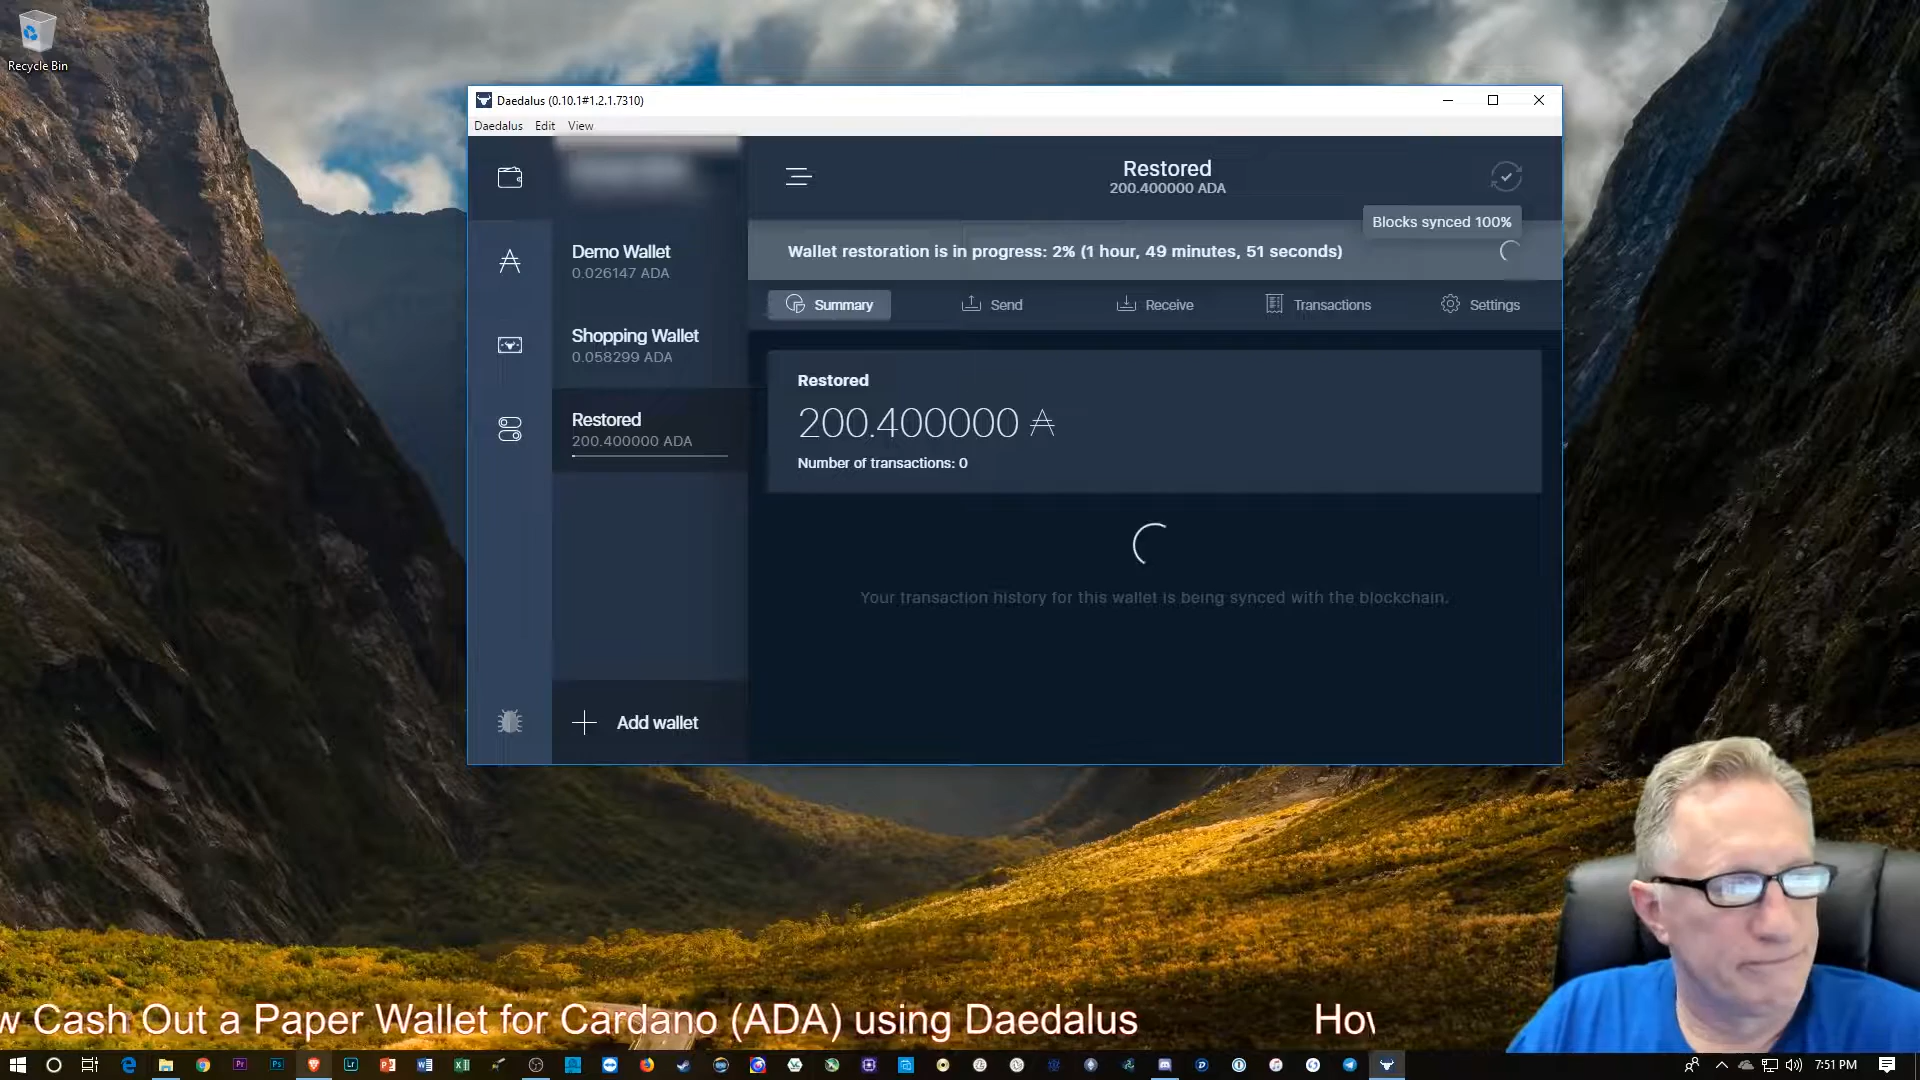 Recycle Bin
Daedalus (0.10.1#1.2.1.7310)
Daedalus Edit View
Restored
200.400000 ADA
Blocks synced 100%
Wallet restoration is in progress: 2% (1 hour, 49 minutes, 51 seconds)
Demo Wallet
0.026147 ADA
Summary Send Receive Transactions Settings
Shopping Wallet
0.058299 ADA
Restored
200.400000 ADA
Restored
200.400000
Number of transactions: 0
Your transaction history for this wallet is being synced with the blockchain.
Add wallet
w Cash Out a Paper Wallet for Cardano (ADA) using Daedalus How
7:51 PM